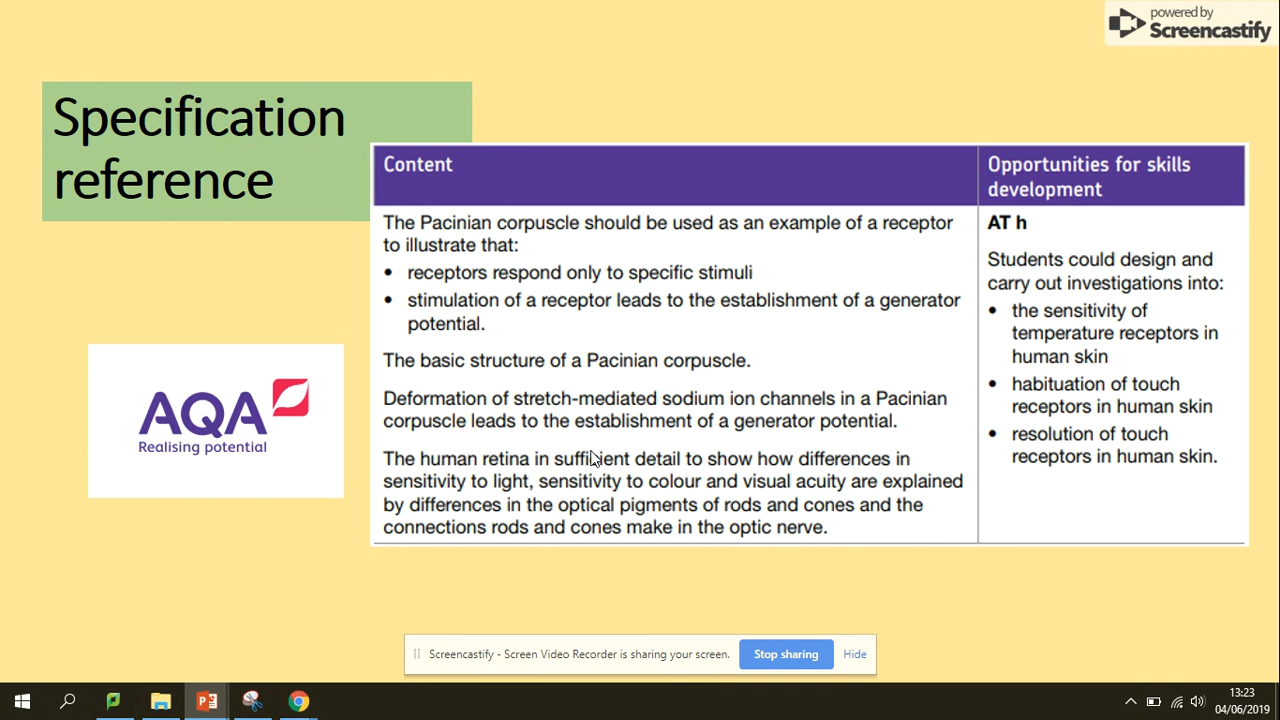 powered by
Screencastify
Specification
reference
Content
Opportunities for skills
development
The Pacinian corpuscle should be used as an example of a receptor
to illustrate that:
• receptors respond only to specific stimuli
• stimulation of a receptor leads to the establishment of a generator
potential.
The basic structure of a Pacinian corpuscle.
Deformation of stretch-mediated sodium ion channels in a Pacinian
corpuscle leads to the establishment of a generator potential.
The human retina in sufficient detail to show how differences in
sensitivity to light, sensitivity to colour and visual acuity are explained
by differences in the optical pigments of rods and cones and the
connections rods and cones make in the optic nerve.
AT h
Students could design and
carry out investigations into:
• the sensitivity of
temperature receptors in
human skin
• habituation of touch
receptors in human skin
• resolution of touch
receptors in human skin.
AQA
Realising potential
Screencastify - Screen Video Recorder is sharing your screen.
Stop sharing
Hide
13:23
04/06/2019